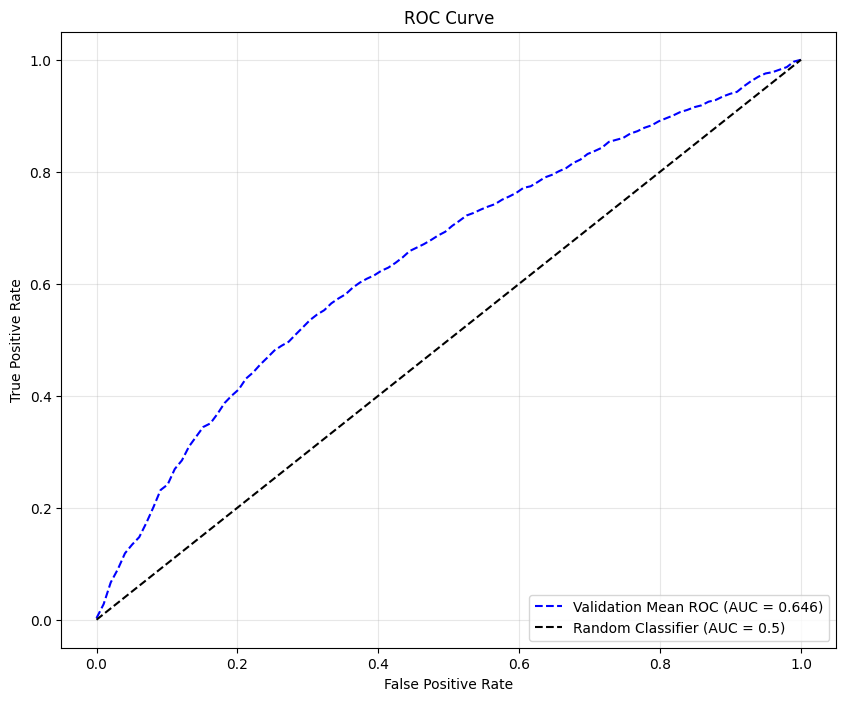 ROC Curve
True Positive Rate
1.0
0.8
0.6
0.4
0.2
0.0
Validation Mean ROC (AUC = 0.646)
Random Classifier (AUC = 0.5)
0.0 0.2 0.4 0.6 0.8 1.0
False Positive Rate